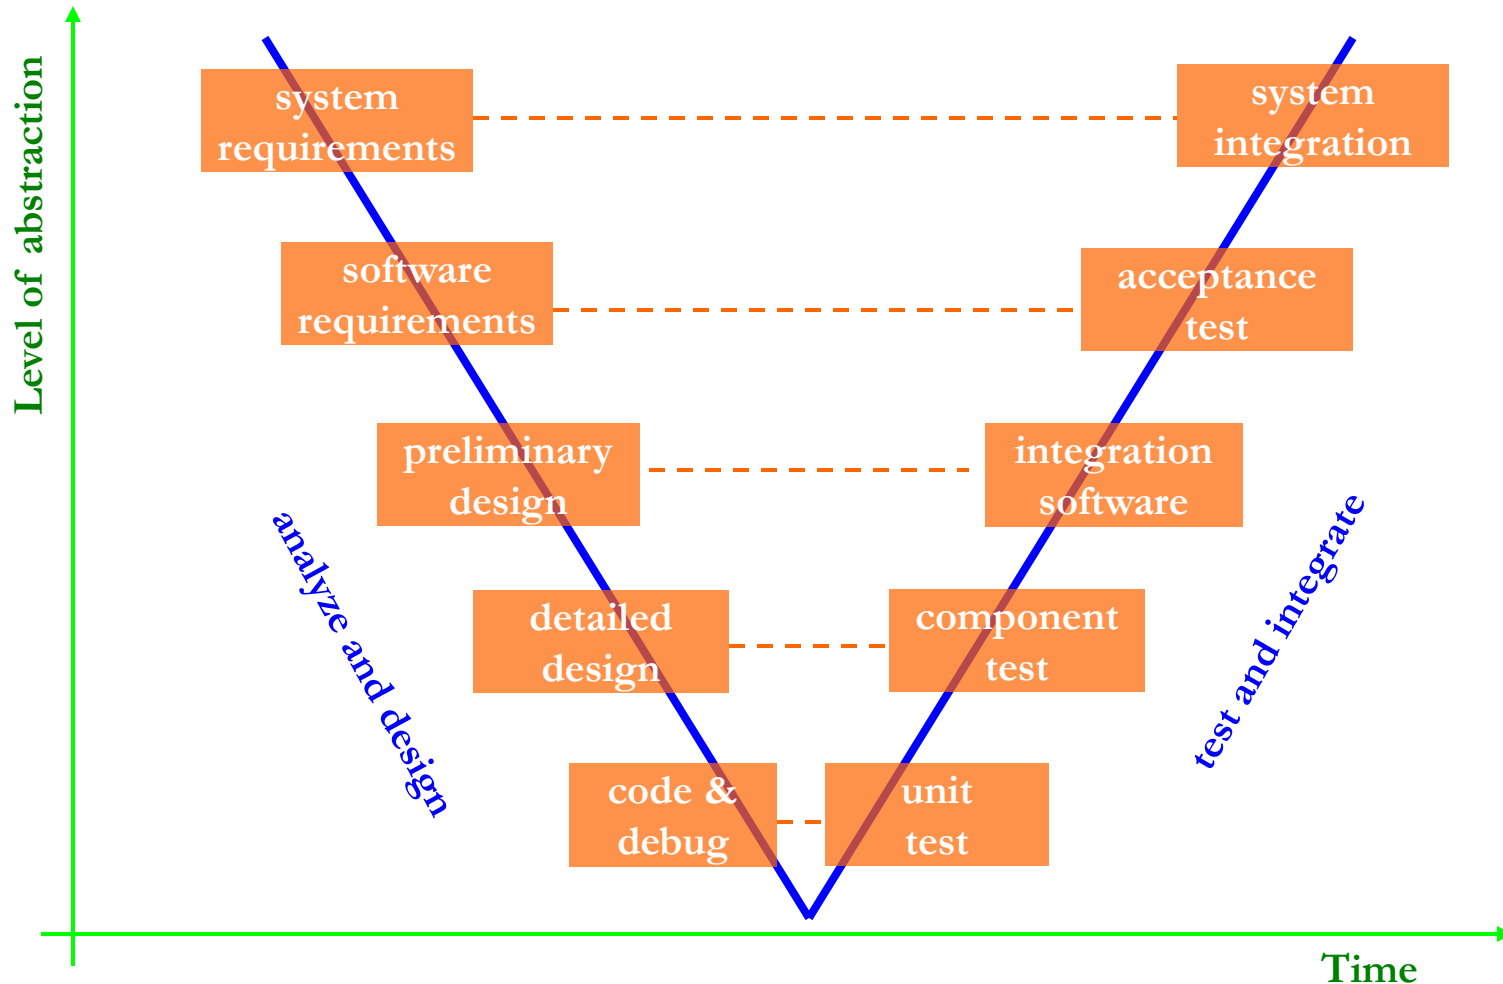 Level of abstraction
system
requirements
system
integration
software
requirements
acceptance
test
preliminary
design
integration
software
analyze and design
test and integrate
detailed
design
component
test
code &
debug
unit
test
Time